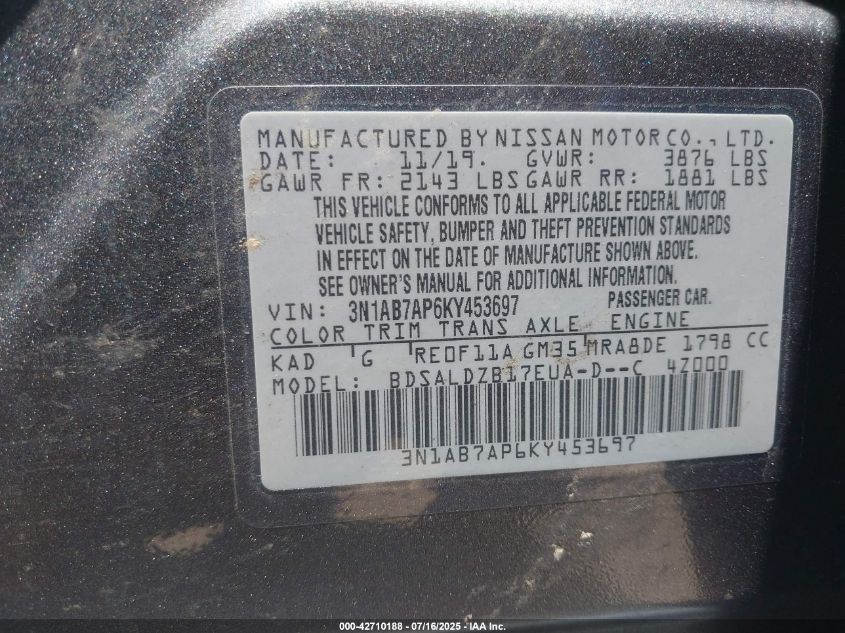 MANUFACTURED BY NISSAN MOTOR CO., LTD.
DATE: 11/19. GVWR: 3876 LBS
GAWR FR: 2143 LBS GAWR RR: 1881 LBS
THIS VEHICLE CONFORMS TO ALL APPLICABLE FEDERAL MOTOR
VEHICLE SAFETY, BUMPER AND THEFT PREVENTION STANDARDS
IN EFFECT ON THE DATE OF MANUFACTURE SHOWN ABOVE.
SEE OWNER'S MANUAL FOR ADDITIONAL INFORMATION.
VIN: 3N1AB7AP6KY453697 PASSENGER CAR.
COLOR TRIM TRANS AXLE ENGINE
KAD G RE0F11A GM35 MRA8DE 1798 CC
MODEL: BDSALDZB17EUA-D--C 4Z000
3N1AB7AP6KY453697
000-42710188 - 07/16/2025 - IAA Inc.